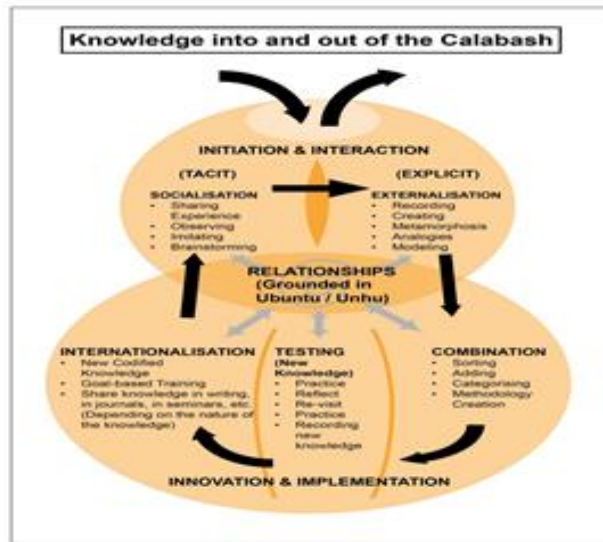 Knowledge into and out of the Calabash
INITIATION & INTERACTION
(TACIT)
SOCIALISATION
• Sharing
Experience
• Observing
• Imitating
• Brainstorming
(EXPLICIT)
EXTERNALISATION
• Recording
• Creating
• Metamorphosis
• Analogies
• Modeling
RELATIONSHIPS
(Grounded in
Ubuntu / Unhu)
INTERNATIONALISATION
• New Codified
Knowledge
• Goal-based Training
• Share knowledge in writing,
in journals, in seminars, etc.
(Depending on the nature of
the knowledge)
TESTING
(New
Knowledge)
• Practice
• Reflect
• Re-visit
• Practice
• Recording
new
knowledge
COMBINATION
• Sorting
• Adding
• Categorising
• Methodology
Creation
INNOVATION & IMPLEMENTATION